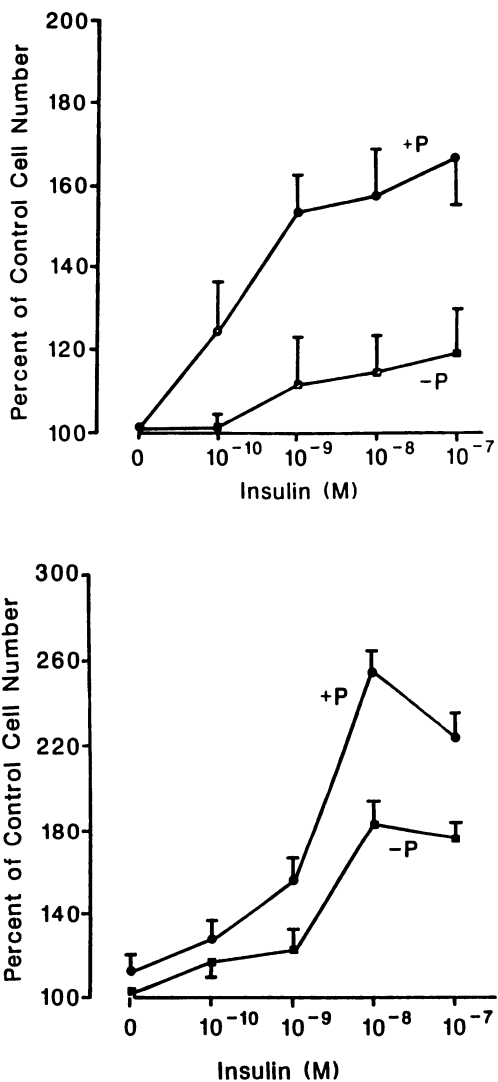 200
180
160
140
120
100
Percent of Control Cell Number
+P
-P
0 10-10 10-9 10-8 10-7
Insulin (M)
300
260
220
180
140
100
Percent of Control Cell Number
+P
-P
0 10-10 10-9 10-8 10-7
Insulin (M)